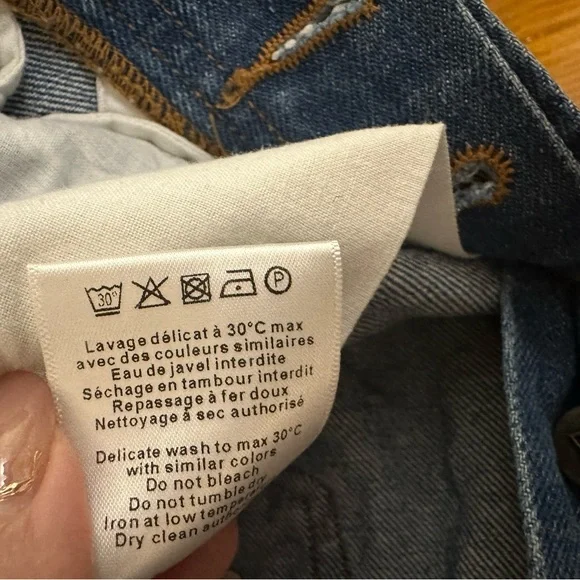 30° P
Lavage délicat à 30°C max
avec des couleurs similaires
Eau de javel interdite
Séchage en tambour interdit
Repassage à fer doux
Nettoyage à sec authorisé
Delicate wash to max 30°C
with similar colors
Do not bleach
Do not tumble dry
Iron at low
Dry clean